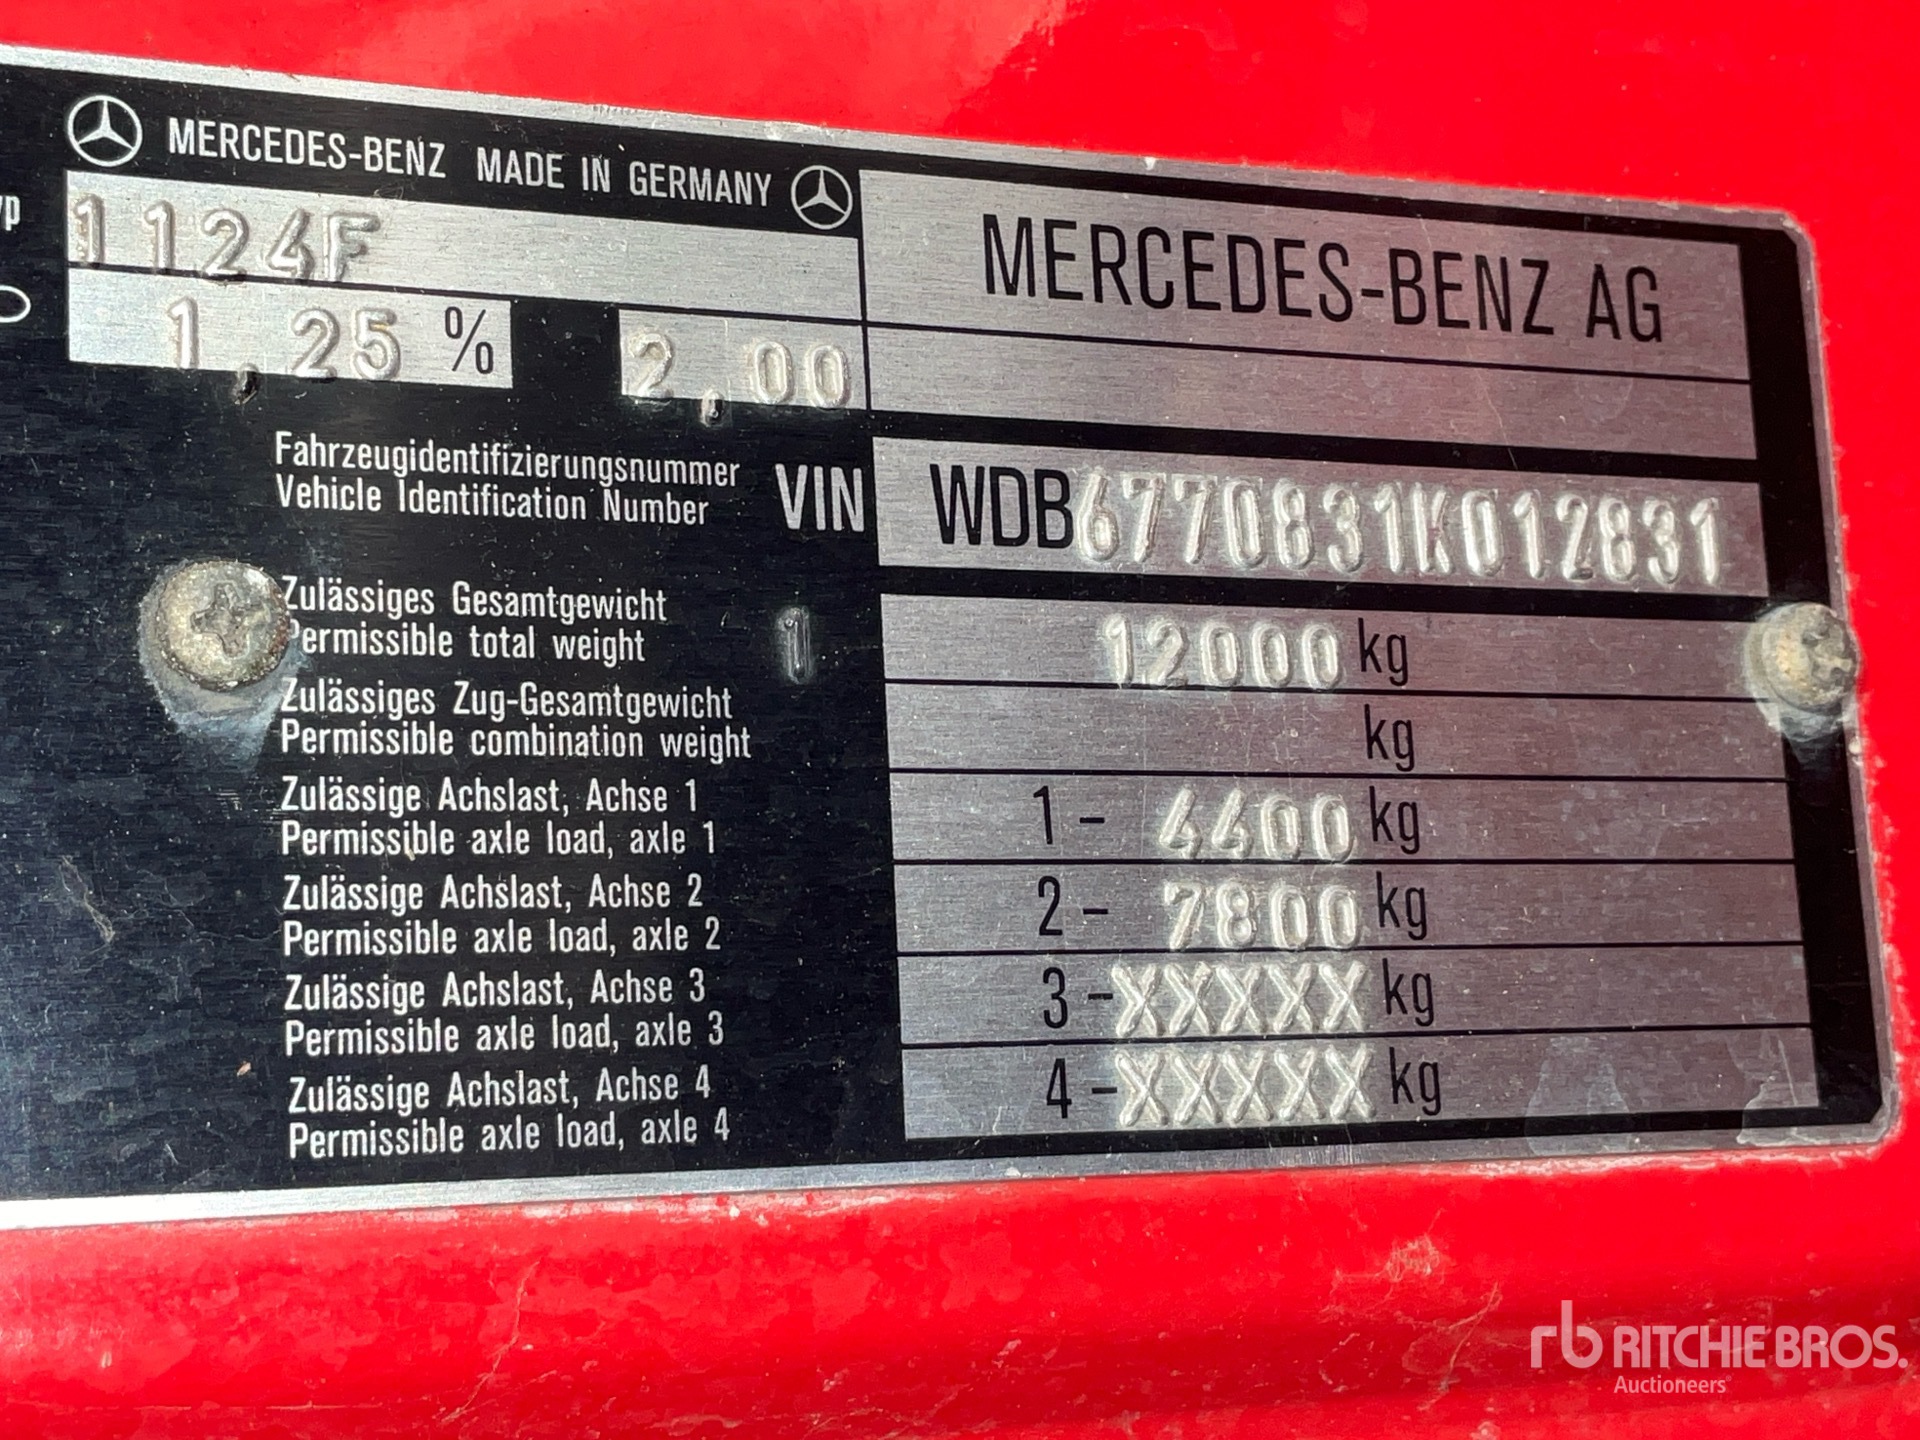 MERCEDES-BENZ MADE IN GERMANY
yp 1124F
MERCEDES-BENZ AG
1,25 % 2,00
Fahrzeugidentifizierungsnummer
Vehicle Identification Number VIN WDB6770831K012831
Zulässiges Gesamtgewicht
Permissible total weight 1 12000 kg
Zulässiges Zug-Gesamtgewicht
Permissible combination weight kg
Zulässige Achslast, Achse 1
Permissible axle load, axle 1 1- 4400 kg
Zulässige Achslast, Achse 2
Permissible axle load, axle 2 2- 7800 kg
Zulässige Achslast, Achse 3
Permissible axle load, axle 3 3-XXXXX kg
Zulässige Achslast, Achse 4
Permissible axle load, axle 4 4-XXXXX kg
rb RITCHIE BROS.
Auctioneers